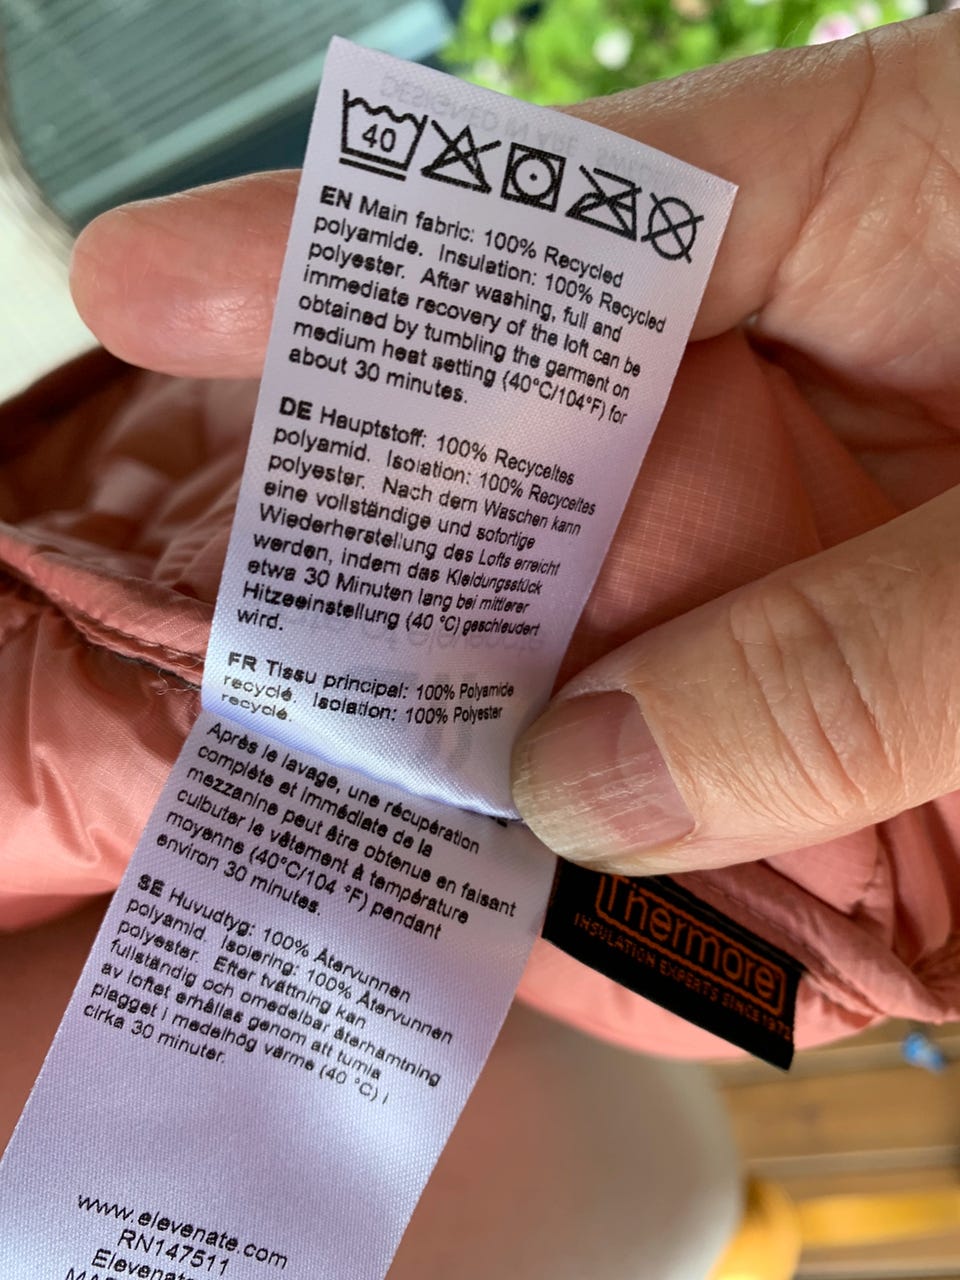 40
EN Main fabric: 100% Recycled
polyamide. Insulation: 100% Recycled
polyester. After washing, full and
immediate recovery of the loft can be
obtained by tumbling the garment on
medium heat setting (40°C/104°F) for
about 30 minutes.
DE Hauptstoff: 100% Recyceltes
polyamid. Isolation: 100% Recyceltes
polyester. Nach dem Waschen kann
eine vollständige und sofortige
Wiederherstellung des Lofts erreicht
werden, indem das Kleidungsstück
etwa 30 Minuten lang bei mittlerer
Hitzeeinstellung (40 °C) geschleudert
wird.
FR Tissu principal: 100% Polyamide
recyclé. Isolation: 100% Polyester
recyclé.
Après le lavage, une récupération
complète et immédiate de la
mezzanine peut être obtenue en faisant
culbuter le vêtement à température
moyenne (40°C/104 °F) pendant
environ 30 minutes.
SE Huvudtyg: 100% Återvunnen
polyamid. Isolering: 100% Återvunnen
polyester. Efter tvättning kan
fullständig och omedelbar återhämtning
av loftet erhållas genom att tumla
plagget i medelhög värme (40 °C) i
cirka 30 minuter.
www.elevenate.com
RN147511
Elevenate
Thermore
INSULATION EXPERTS SINCE 1972